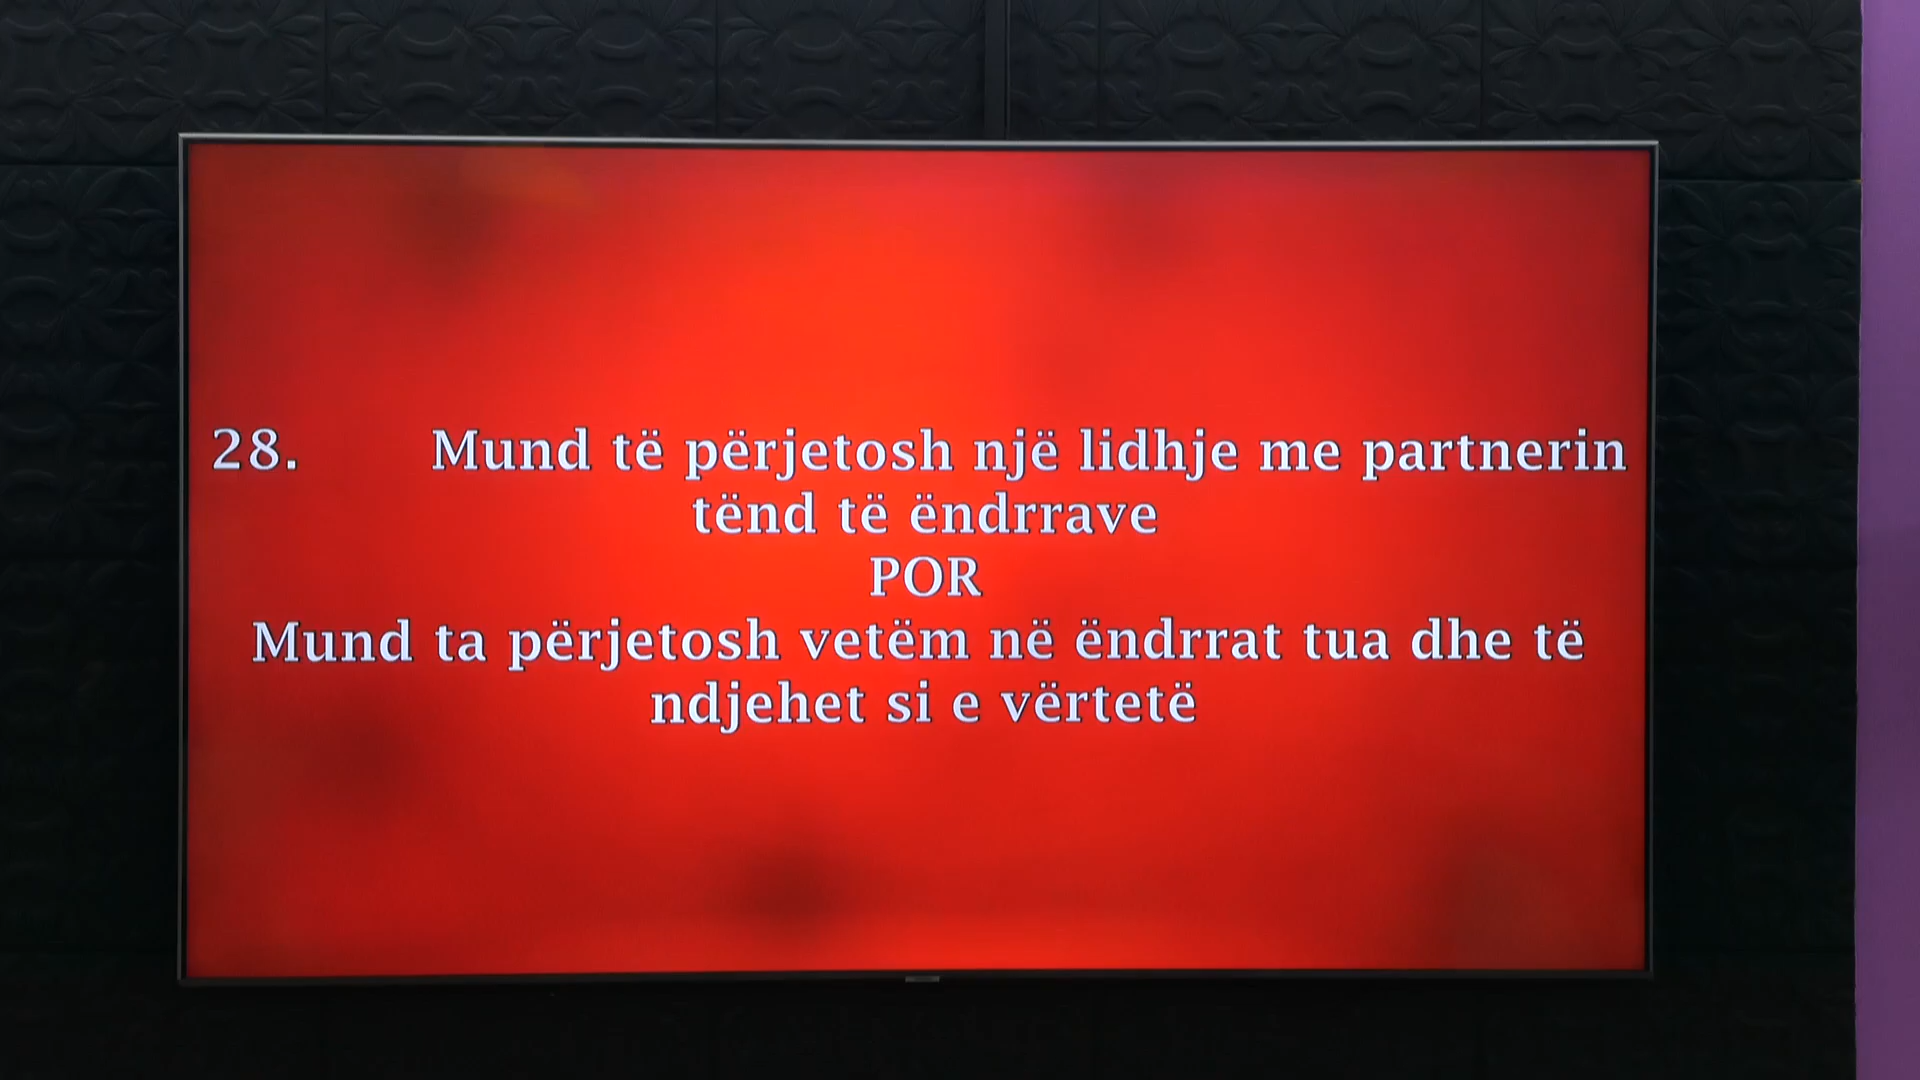 28. Mund të përjetosh një lidhje me partnerin
tënd të ëndrrave
POR
Mund ta përjetosh vetëm në ëndrrat tua dhe të
ndjehet si e vërtetë